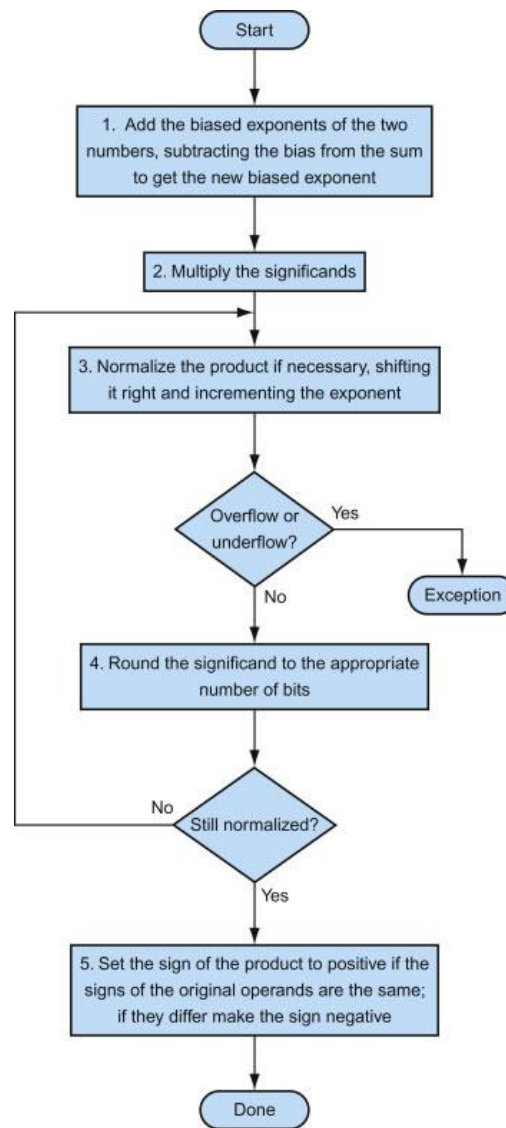 Start
1. Add the biased exponents of the two
numbers, subtracting the bias from the sum
to get the new biased exponent
2. Multiply the significands
3. Normalize the product if necessary, shifting
it right and incrementing the exponent
Overflow or
underflow?
Yes
Exception
No
4. Round the significand to the appropriate
number of bits
No
Still normalized?
Yes
5. Set the sign of the product to positive if the
signs of the original operands are the same;
if they differ make the sign negative
Done